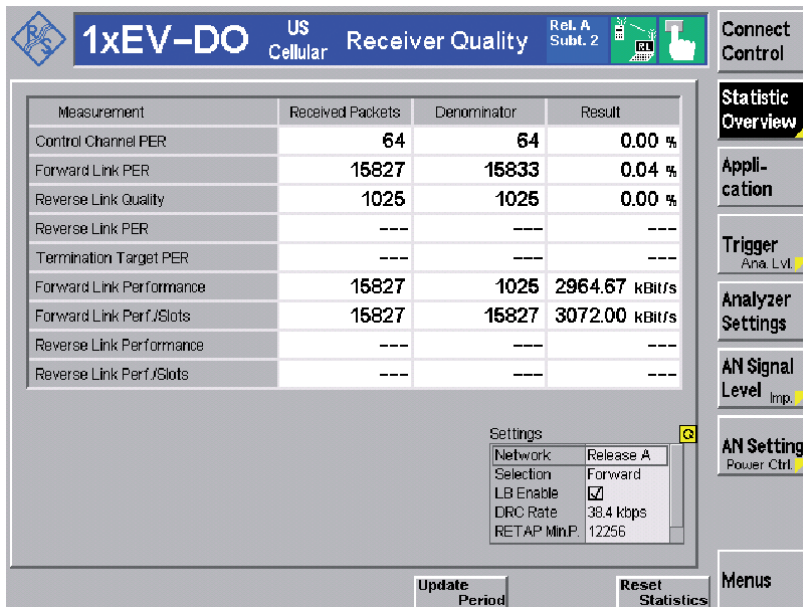 R&S 1xEV-DO US Cellular Receiver Quality Rel. A Subt. 2 RL
Connect Control
Statistic Overview
Appli-cation
Trigger Ana. Lvl.
Analyzer Settings
AN Signal Level Imp.
AN Setting Power Ctrl.
Menus
Measurement Received Packets Denominator Result
Control Channel PER 64 64 0.00 %
Forward Link PER 15827 15833 0.04 %
Reverse Link Quality 1025 1025 0.00 %
Reverse Link PER --- --- ---
Termination Target PER --- --- ---
Forward Link Performance 15827 1025 2964.67 kBit/s
Forward Link Perf./Slots 15827 15827 3072.00 kBit/s
Reverse Link Performance --- --- ---
Reverse Link Perf./Slots --- --- ---
Settings Q
Network Release A
Selection Forward
LB Enable ☑
DRC Rate 38.4 kbps
RETAP Min.P. 12256
Update Period
Reset Statistics